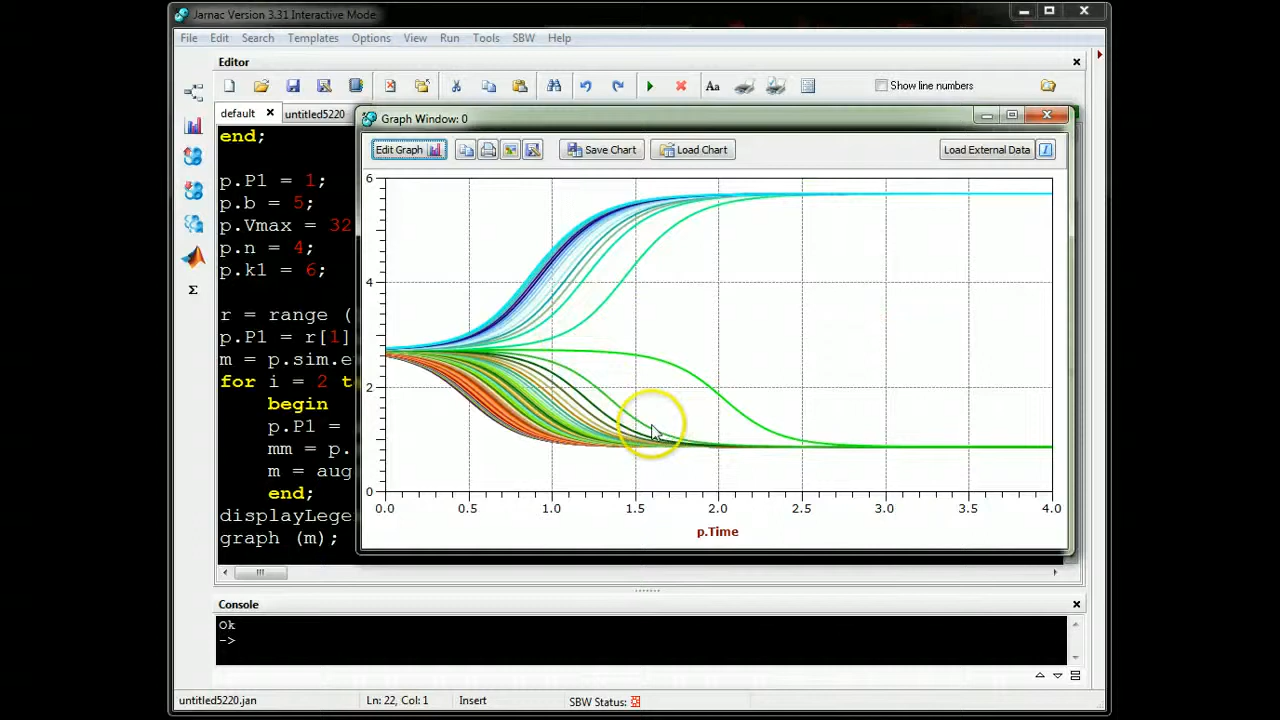 Jarnac Version 3.31 Interactive Mode
File Edit Search Templates Options View Run Tools SBW Help
Editor
Aa Show line numbers
default untitled5220
Graph Window: 0
Edit Graph Save Chart Load Chart Load External Data
end;
p.P1 = 1;
p.b = 5;
p.Vmax = 32
p.n = 4;
p.k1 = 6;
r = range (
p.P1 = r[1]
m = p.sim.e
for i = 2 t
begin
p.P1 =
mm = p.
m = aug
end;
displayLege
graph (m);
6
4
2
0
0.0 0.5 1.0 1.5 2.0 2.5 3.0 3.5 4.0
p.Time
Σ
Console
Ok
->
untitled5220.jan Ln: 22, Col: 1 Insert SBW Status: